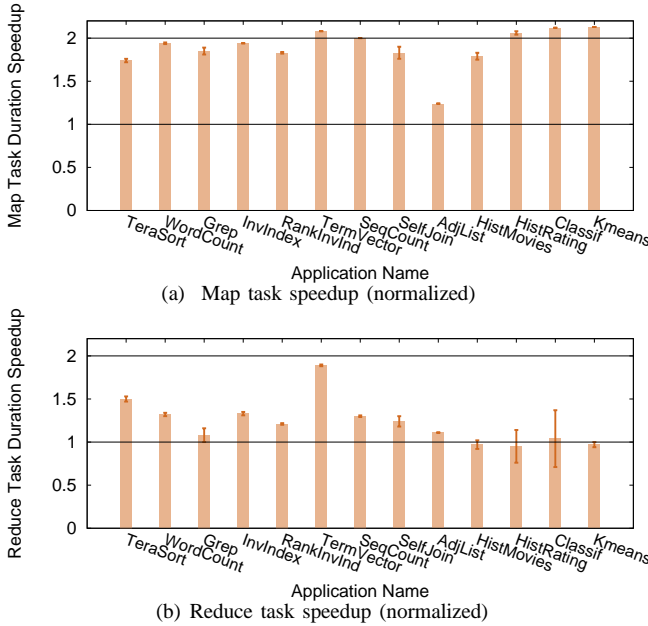 Map Task Duration Speedup
2
1.5
1
0.5
0
TeraSort
WordCount
Grep
InvIndex
RankInvInd
TermVector
SeqCount
SelfJoin
AdjList
HistMovies
HistRating
Classif
Kmeans
Application Name
(a) Map task speedup (normalized)
Reduce Task Duration Speedup
2
1.5
1
0.5
0
TeraSort
WordCount
Grep
InvIndex
RankInvInd
TermVector
SeqCount
SelfJoin
AdjList
HistMovies
HistRating
Classif
Kmeans
Application Name
(b) Reduce task speedup (normalized)